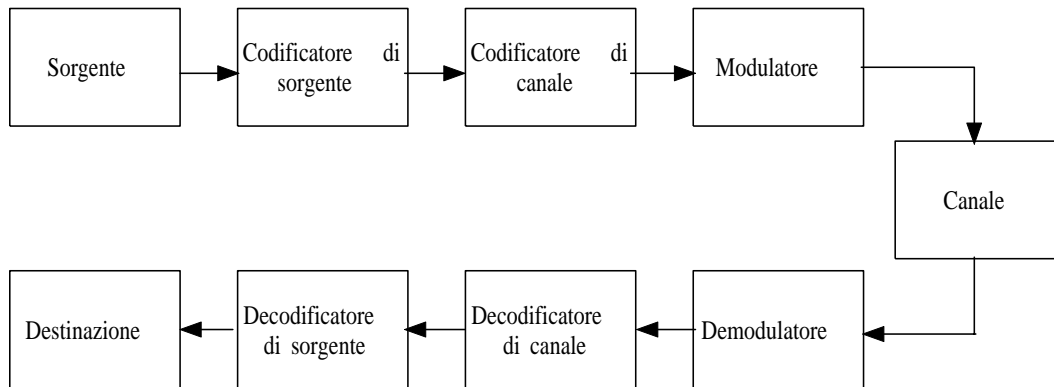 Sorgente
Codificatore di
sorgente
Codificatore di
canale
Modulatore
Canale
Destinazione
Decodificatore
di sorgente
Decodificatore
di canale
Demodulatore